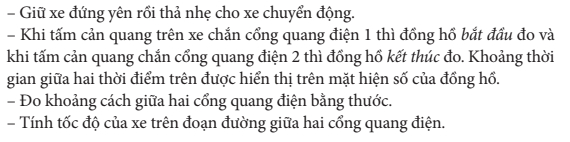 – Giữ xe đứng yên rồi thả nhẹ cho xe chuyển động.
– Khi tấm cản quang trên xe chắn cổng quang điện 1 thì đồng hồ bắt đầu đo và
khi tấm cản quang chắn cổng quang điện 2 thì đồng hồ kết thúc đo. Khoảng thời
gian giữa hai thời điểm trên được hiển thị trên mặt hiện số của đồng hồ.
– Đo khoảng cách giữa hai cổng quang điện bằng thước.
– Tính tốc độ của xe trên đoạn đường giữa hai cổng quang điện.